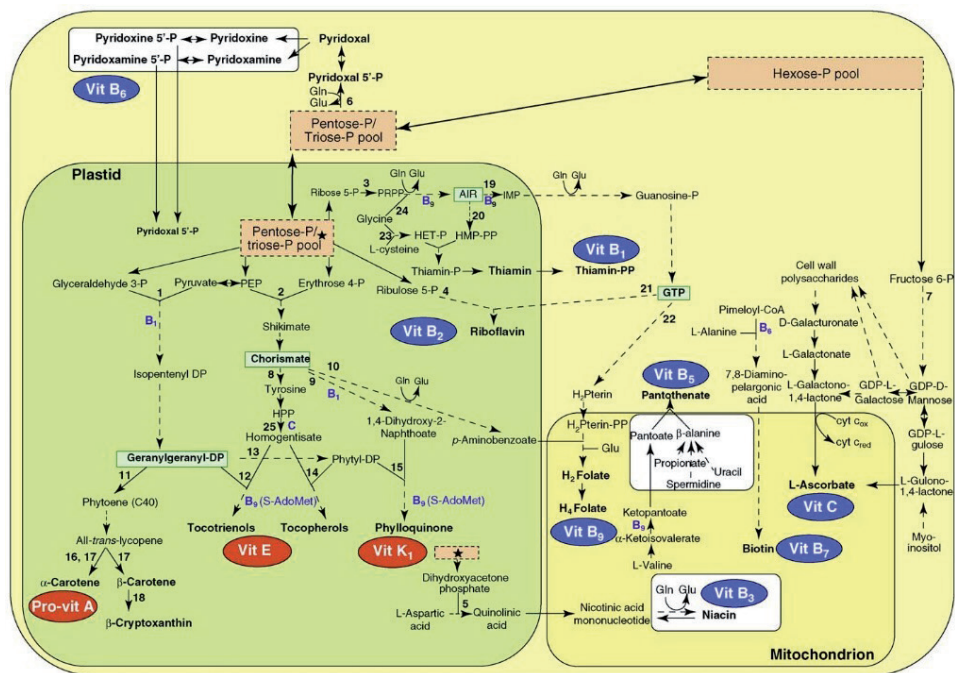 Pyridoxine 5'-P
Pyridoxine
Pyridoxal
Pyridoxamine 5'-P
Pyridoxamine
Vit B6
Pyridoxal 5'-P
Gln
Glu
6
Hexose-P pool
Pentose-P/
Triose-P pool
Plastid
Ribose 5-P
3
PRPP
Gln Glu
B9
AIR
19
B9
IMP
Gln Glu
Guanosine-P
24
Glycine
23
L-cysteine
HET-P
20
HMP-PP
Thiamin-P
Thiamin
Thiamin-PP
Vit B1
Pyridoxal 5'-P
Pentose-P/
triose-P pool
Glyceraldehyde 3-P
Pyruvate
PEP
Erythrose 4-P
Ribulose 5-P
4
1
B1
2
Shikimate
Vit B2
Riboflavin
21
GTP
22
Cell wall
polysaccharides
Fructose 6-P
7
Pimeloyl-CoA
L-Alanine
B6
D-Galacturonate
L-Galactonate
7,8-Diamino-
pelargonic
acid
L-Galactono-
1,4-lactone
GDP-L-
Galactose
GDP-D-
Mannose
cyt cox
cyt cred
GDP-L-
gulose
L-Gulono-
1,4-lactone
Myo-
inositol
L-Ascorbate
Vit C
Isopentenyl DP
Chorismate
8
9
10
B1
Tyrosine
HPP
25
C
Homogentisate
Gln Glu
1,4-Dihydroxy-2-
Naphthoate
p-Aminobenzoate
Vit B5
Pantothenate
H2Pterin
H2Pterin-PP
Glu
H2 Folate
H4 Folate
Vit B9
Pantoate
β-alanine
Propionate
Uracil
Spermidine
Ketopantoate
B9
α-Ketoisovalerate
L-Valine
Biotin
Vit B7
Geranylgeranyl-DP
13
Phytyl-DP
11
12
14
15
Phytoene (C40)
B9 (S-AdoMet)
B9 (S-AdoMet)
Tocotrienols
Tocopherols
Phylloquinone
Vit E
Vit K1
All-trans-lycopene
16, 17
17
α-Carotene
β-Carotene
Pro-vit A
18
β-Cryptoxanthin
Dihydroxyacetone
phosphate
5
L-Aspartic
acid
Quinolinic
acid
Nicotinic acid
mononucleotide
Gln Glu
Vit B3
Niacin
Mitochondrion